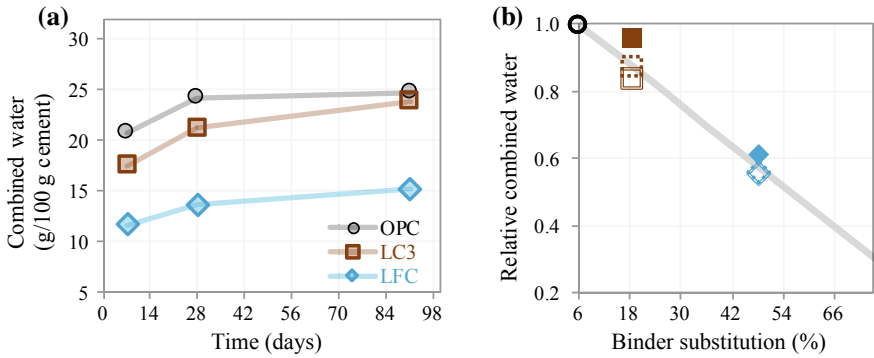 (a)
30
25
20
15
10
5
0
14
28
42
56
70
84
98
Combined water
(g/100 g cement)
Time (days)
OPC
LC3
LFC
(b)
1.0
0.8
0.6
0.4
0.2
6
18
30
42
54
66
Relative combined water
Binder substitution (%)